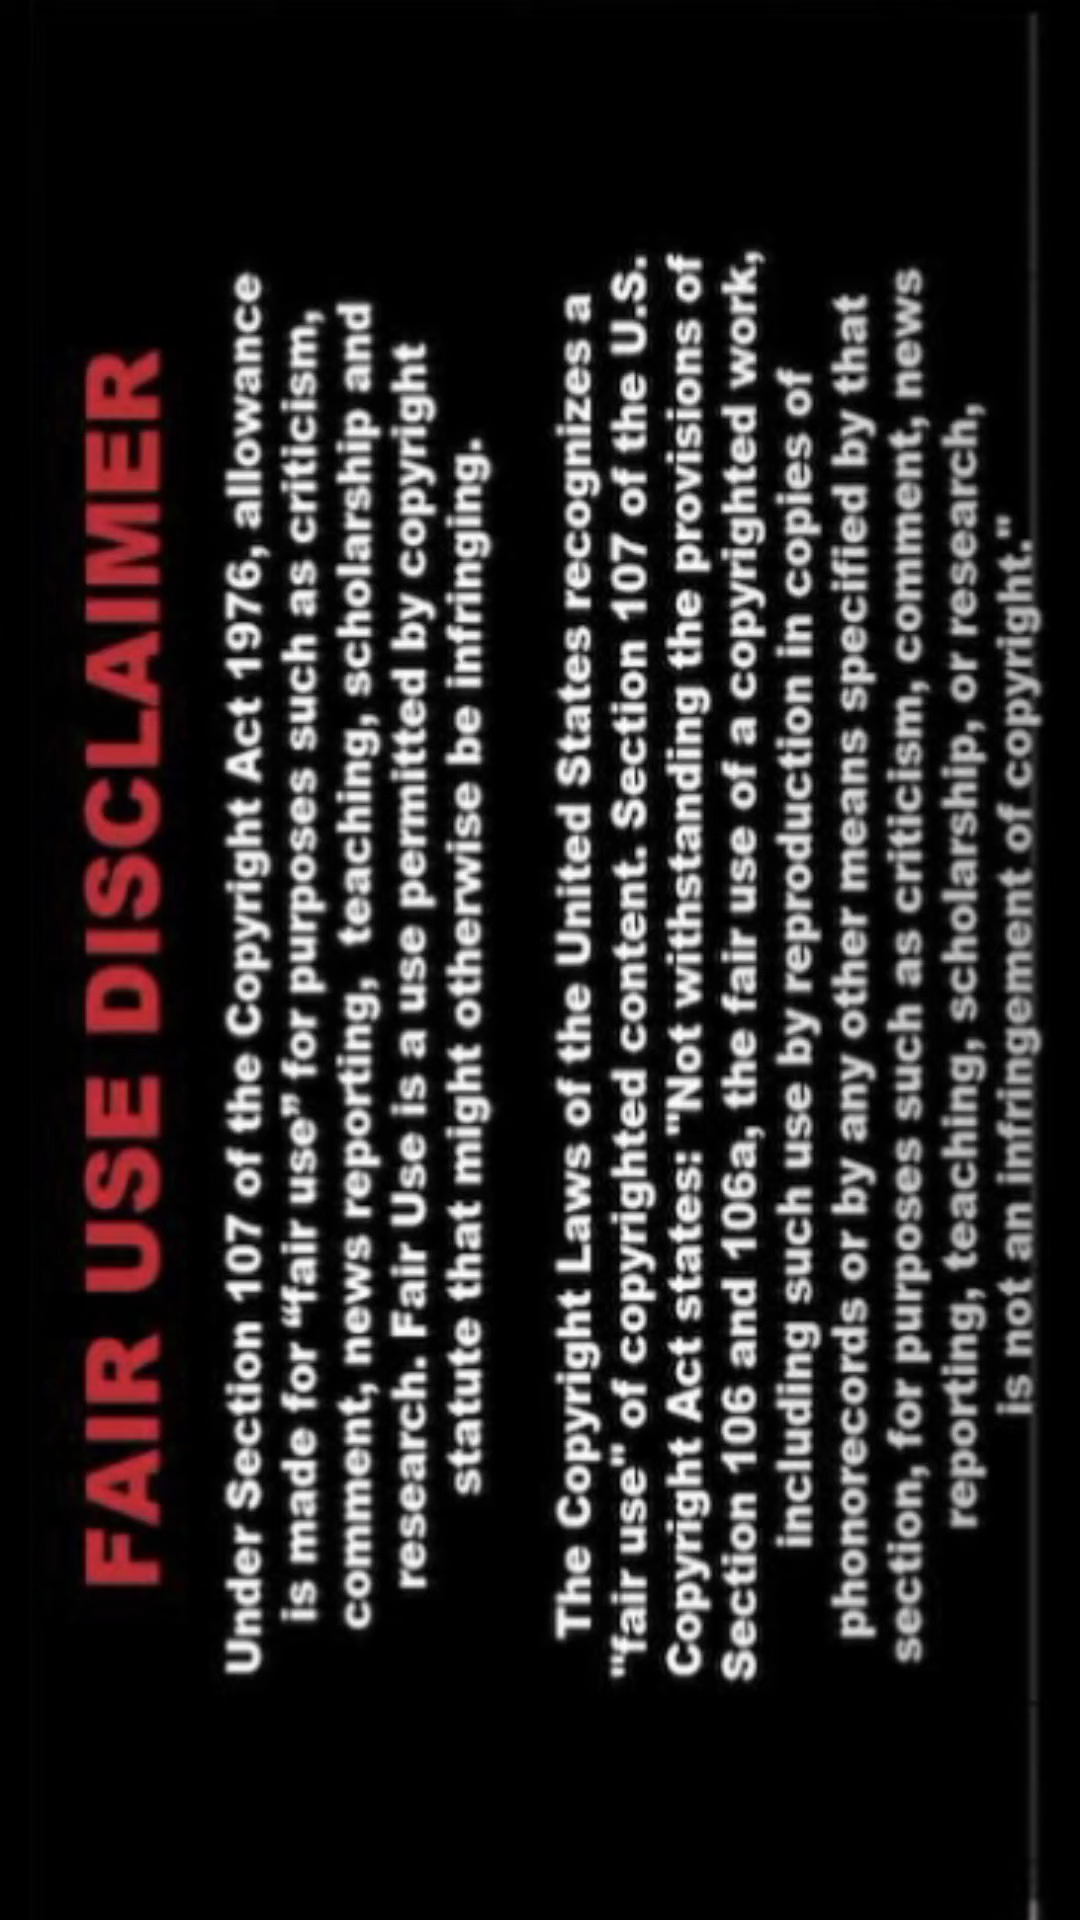 FAIR USE DISCLAIMER
Under Section 107 of the Copyright Act 1976, allowance
is made for “fair use” for purposes such as criticism,
comment, news reporting, teaching, scholarship and
research. Fair Use is a use permitted by copyright
statute that might otherwise be infringing.
The Copyright Laws of the United States recognizes a
"fair use" of copyrighted content. Section 107 of the U.S.
Copyright Act states: "Not withstanding the provisions of
Section 106 and 106a, the fair use of a copyrighted work,
including such use by reproduction in copies of
phonorecords or by any other means specified by that
section, for purposes such as criticism, comment, news
reporting, teaching, scholarship, or research,
is not an infringement of copyright."